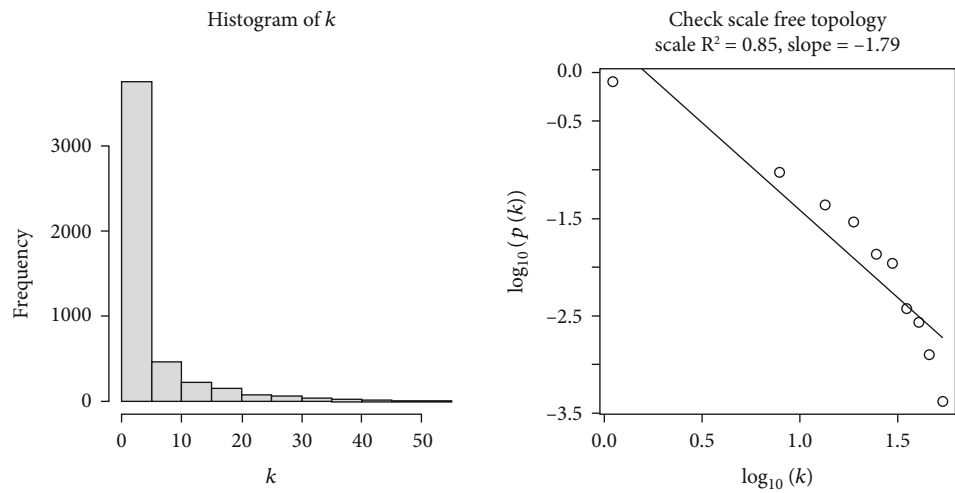 Histogram of k
3000
2000
1000
0
Frequency
0 10 20 30 40 50
k
Check scale free topology
scale R² = 0.85, slope = –1.79
0.0
–0.5
–1.5
–2.5
–3.5
log₁₀ (p (k))
0.0 0.5 1.0 1.5
log₁₀ (k)